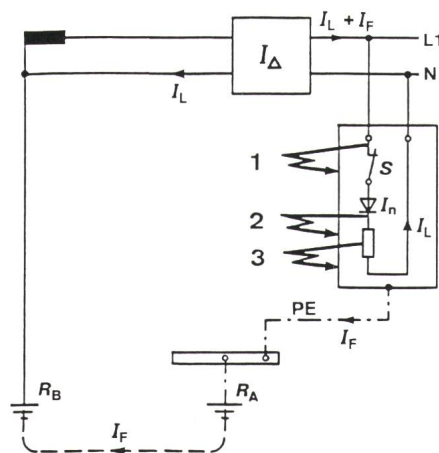 I_L + I_F
L1
I_Δ
N
I_L
1
S
I_n
2
I_L
3
PE
I_F
R_B
R_A
I_F